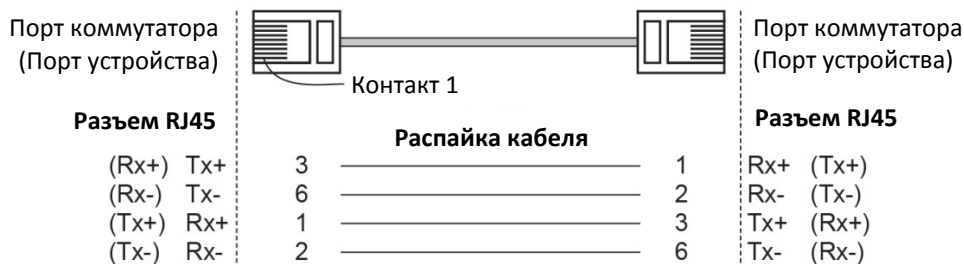 Порт коммутатора
(Порт устройства)
Порт коммутатора
(Порт устройства)
Контакт 1
Разъем RJ45
Распайка кабеля
Разъем RJ45
(Rx+) Tx+ 3 1 Rx+ (Tx+)
(Rx-) Tx- 6 2 Rx- (Tx-)
(Tx+) Rx+ 1 3 Tx+ (Rx+)
(Tx-) Rx- 2 6 Tx- (Rx-)